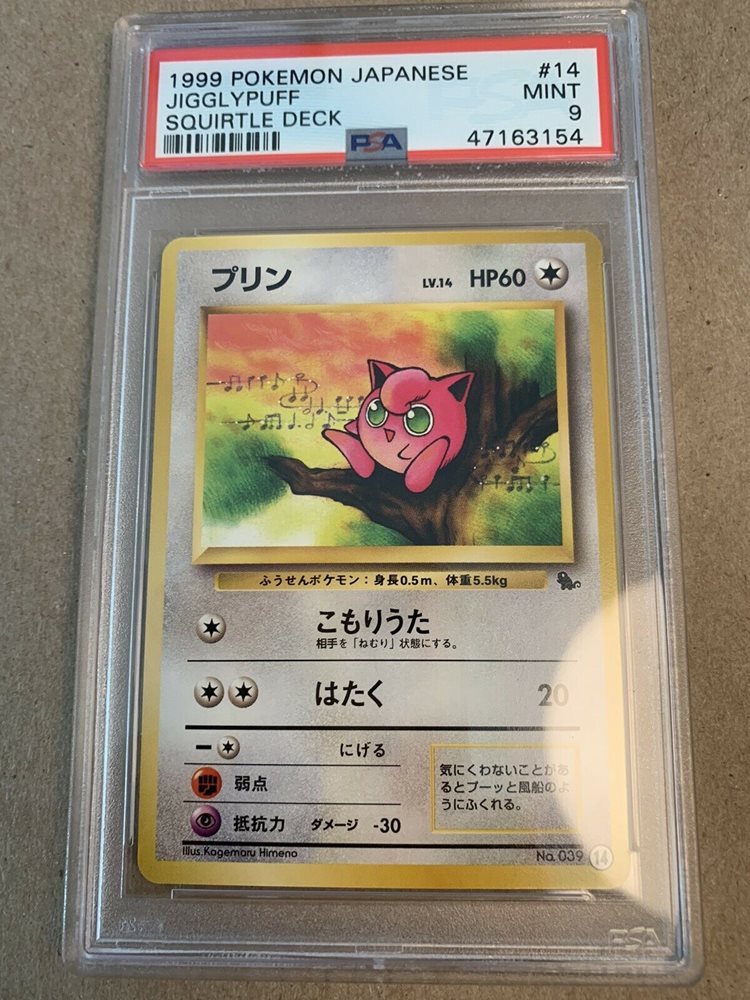 1999 POKEMON JAPANESE #14
JIGGLYPUFF MINT
SQUIRTLE DECK 9
PSA 47163154
プリン LV.14 HP60
ふうせんポケモン:身長0.5m、体重5.5kg
こもりうた
相手を「ねむり」状態にする。
はたく 20
にげる
弱点
抵抗力 ダメージ -30
気にくわないことがあ
るとプーッと風船のよ
うにふくれる。
Illus.Kagemaru Himeno No.039 14
PSA